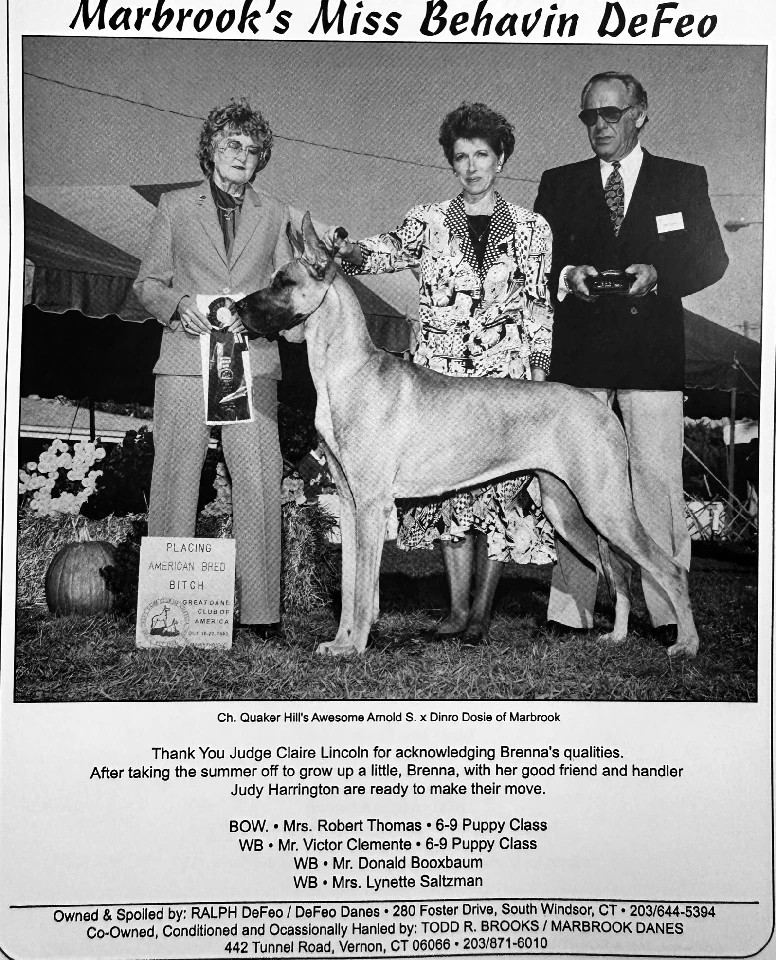 Marbrook's Miss Behavin DeFeo
PLACING
AMERICAN BRED
BITCH
GREAT DANE
CLUB OF
AMERICA
Ch. Quaker Hill's Awesome Arnold S. x Dinro Dosie of Marbrook
Thank You Judge Claire Lincoln for acknowledging Brenna's qualities.
After taking the summer off to grow up a little, Brenna, with her good friend and handler
Judy Harrington are ready to make their move.
BOW. • Mrs. Robert Thomas • 6-9 Puppy Class
WB • Mr. Victor Clemente • 6-9 Puppy Class
WB • Mr. Donald Booxbaum
WB • Mrs. Lynette Saltzman
Owned & Spoiled by: RALPH DeFeo / DeFeo Danes • 280 Foster Drive, South Windsor, CT • 203/644-5394
Co-Owned, Conditioned and Ocassionally Hanled by: TODD R. BROOKS / MARBROOK DANES
442 Tunnel Road, Vernon, CT 06066 • 203/871-6010